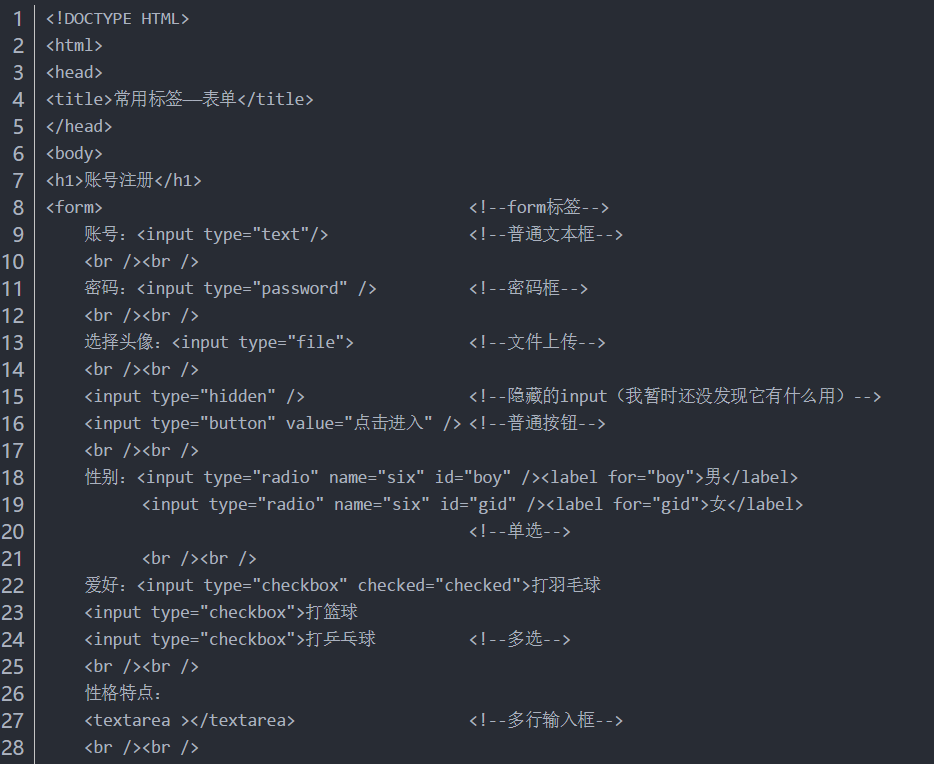 1 <!DOCTYPE HTML>
2 <html>
3 <head>
4 <title>常用标签——表单</title>
5 </head>
6 <body>
7 <h1>账号注册</h1>
8 <form> <!--form标签-->
9 账号：<input type="text"/> <!--普通文本框-->
10 <br /><br />
11 密码：<input type="password" /> <!--密码框-->
12 <br /><br />
13 选择头像：<input type="file"> <!--文件上传-->
14 <br /><br />
15 <input type="hidden" /> <!--隐藏的input（我暂时还没发现它有什么用）-->
16 <input type="button" value="点击进入" /> <!--普通按钮-->
17 <br /><br />
18 性别：<input type="radio" name="six" id="boy" /><label for="boy">男</label>
19 <input type="radio" name="six" id="gid" /><label for="gid">女</label>
20 <!--单选-->
21 <br /><br />
22 爱好：<input type="checkbox" checked="checked">打羽毛球
23 <input type="checkbox">打篮球
24 <input type="checkbox">打乒乓球 <!--多选-->
25 <br /><br />
26 性格特点：
27 <textarea ></textarea> <!--多行输入框-->
28 <br /><br />